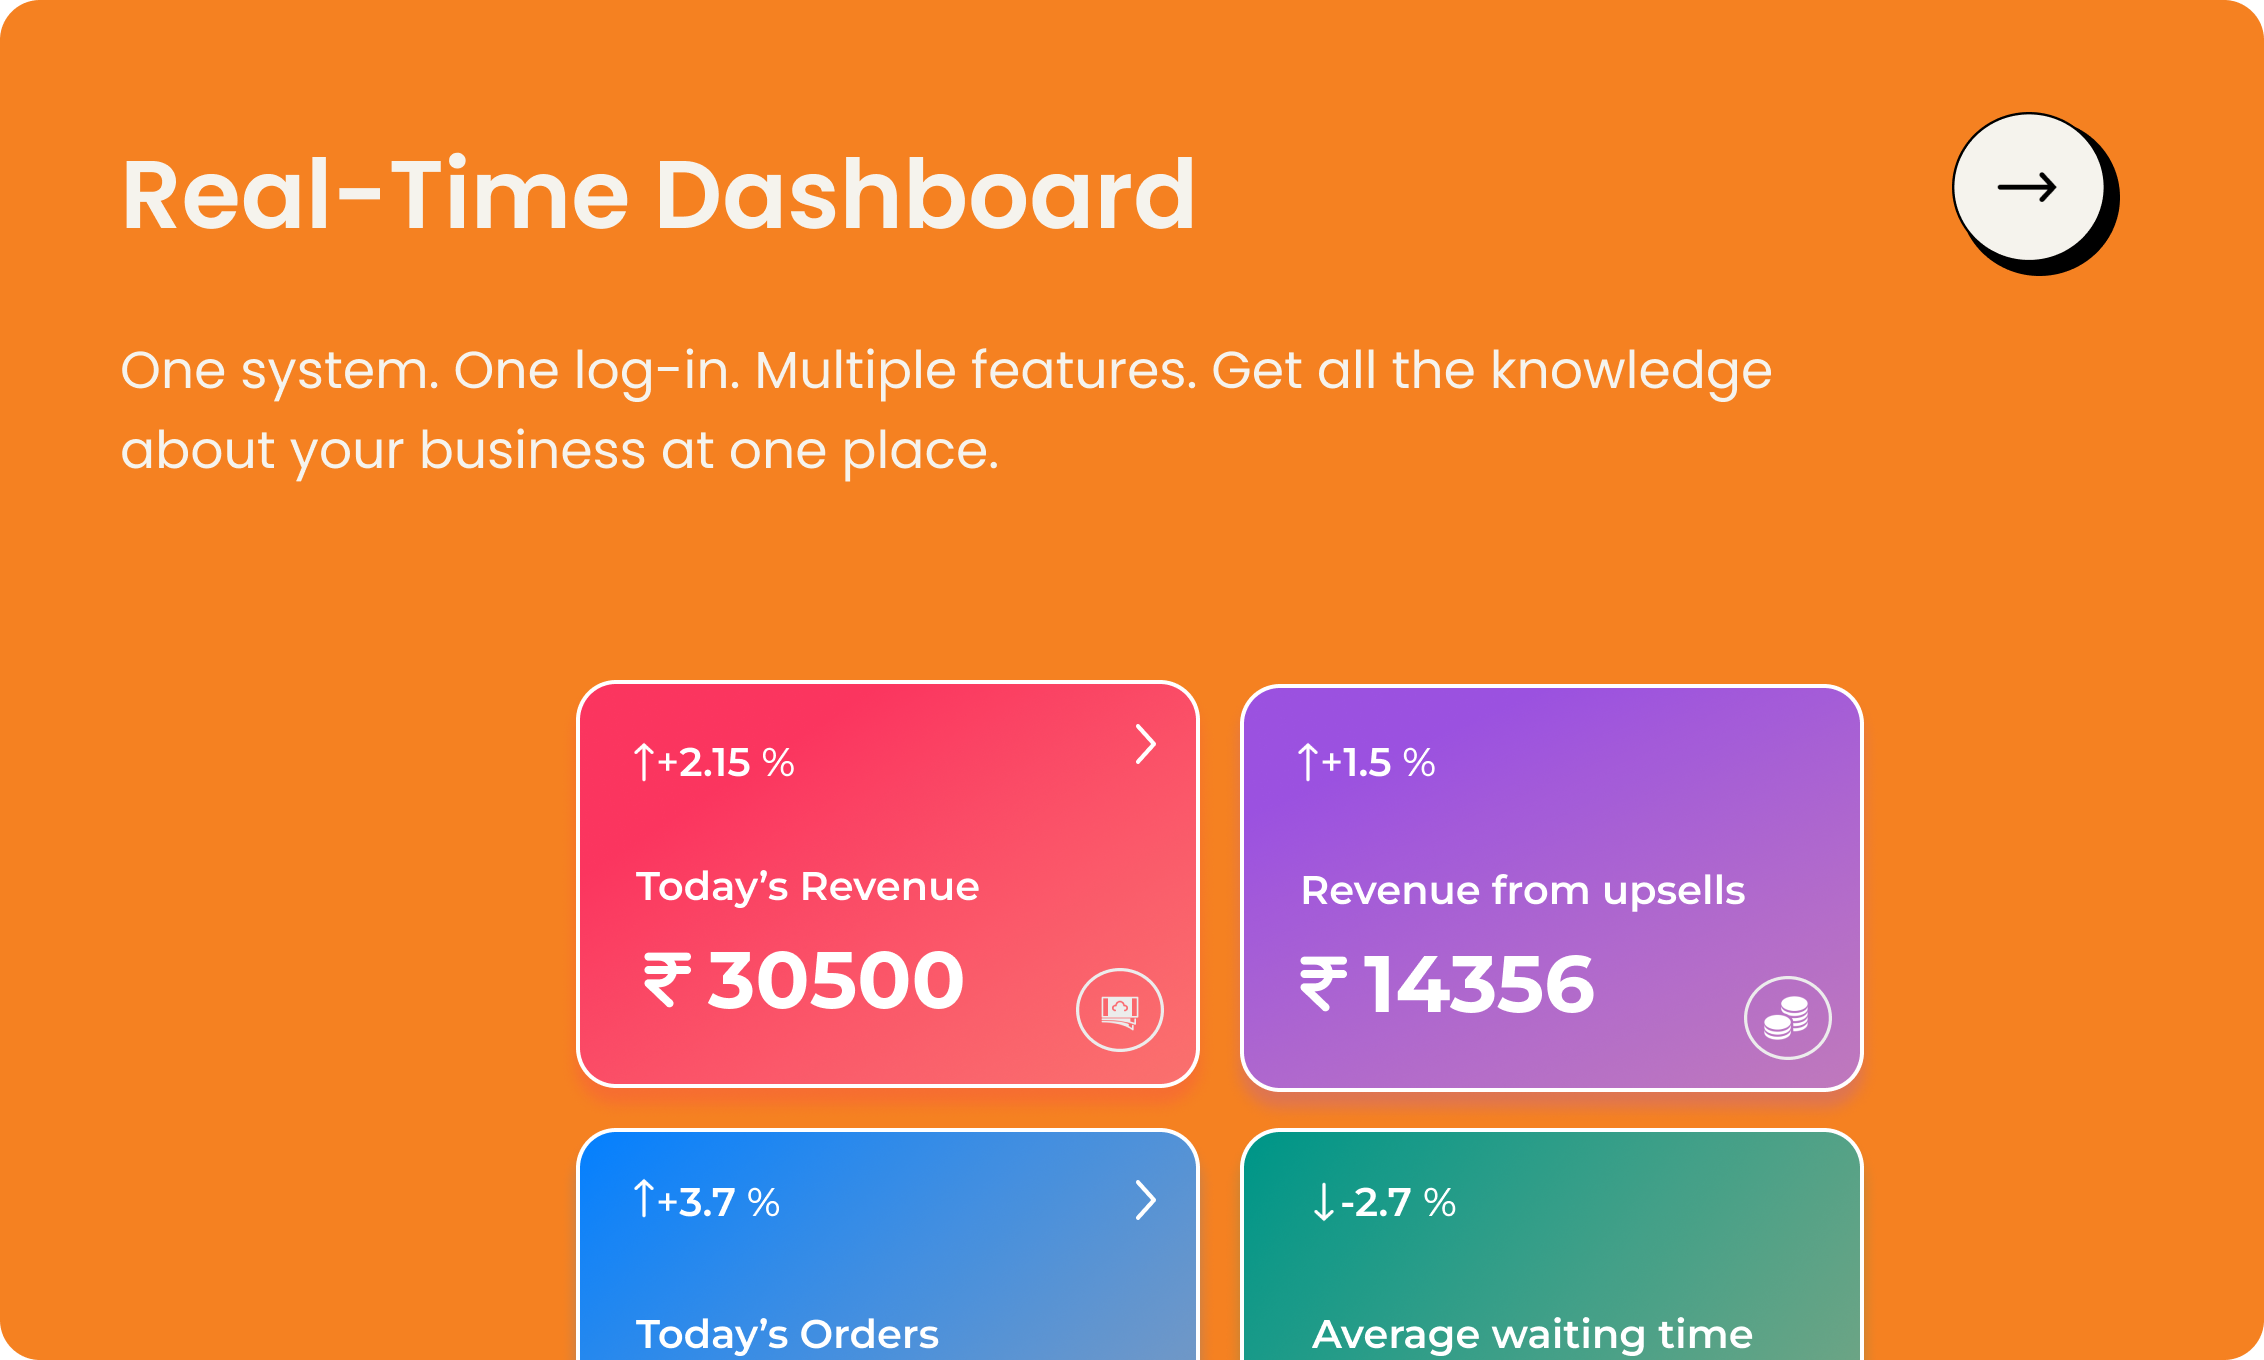 Real-Time Dashboard
One system. One log-in. Multiple features. Get all the knowledge
about your business at one place.
↑+2.15 %
Today’s Revenue
₹ 30500
↑+1.5 %
Revenue from upsells
₹ 14356
↑+3.7 %
Today’s Orders
↓-2.7 %
Average waiting time